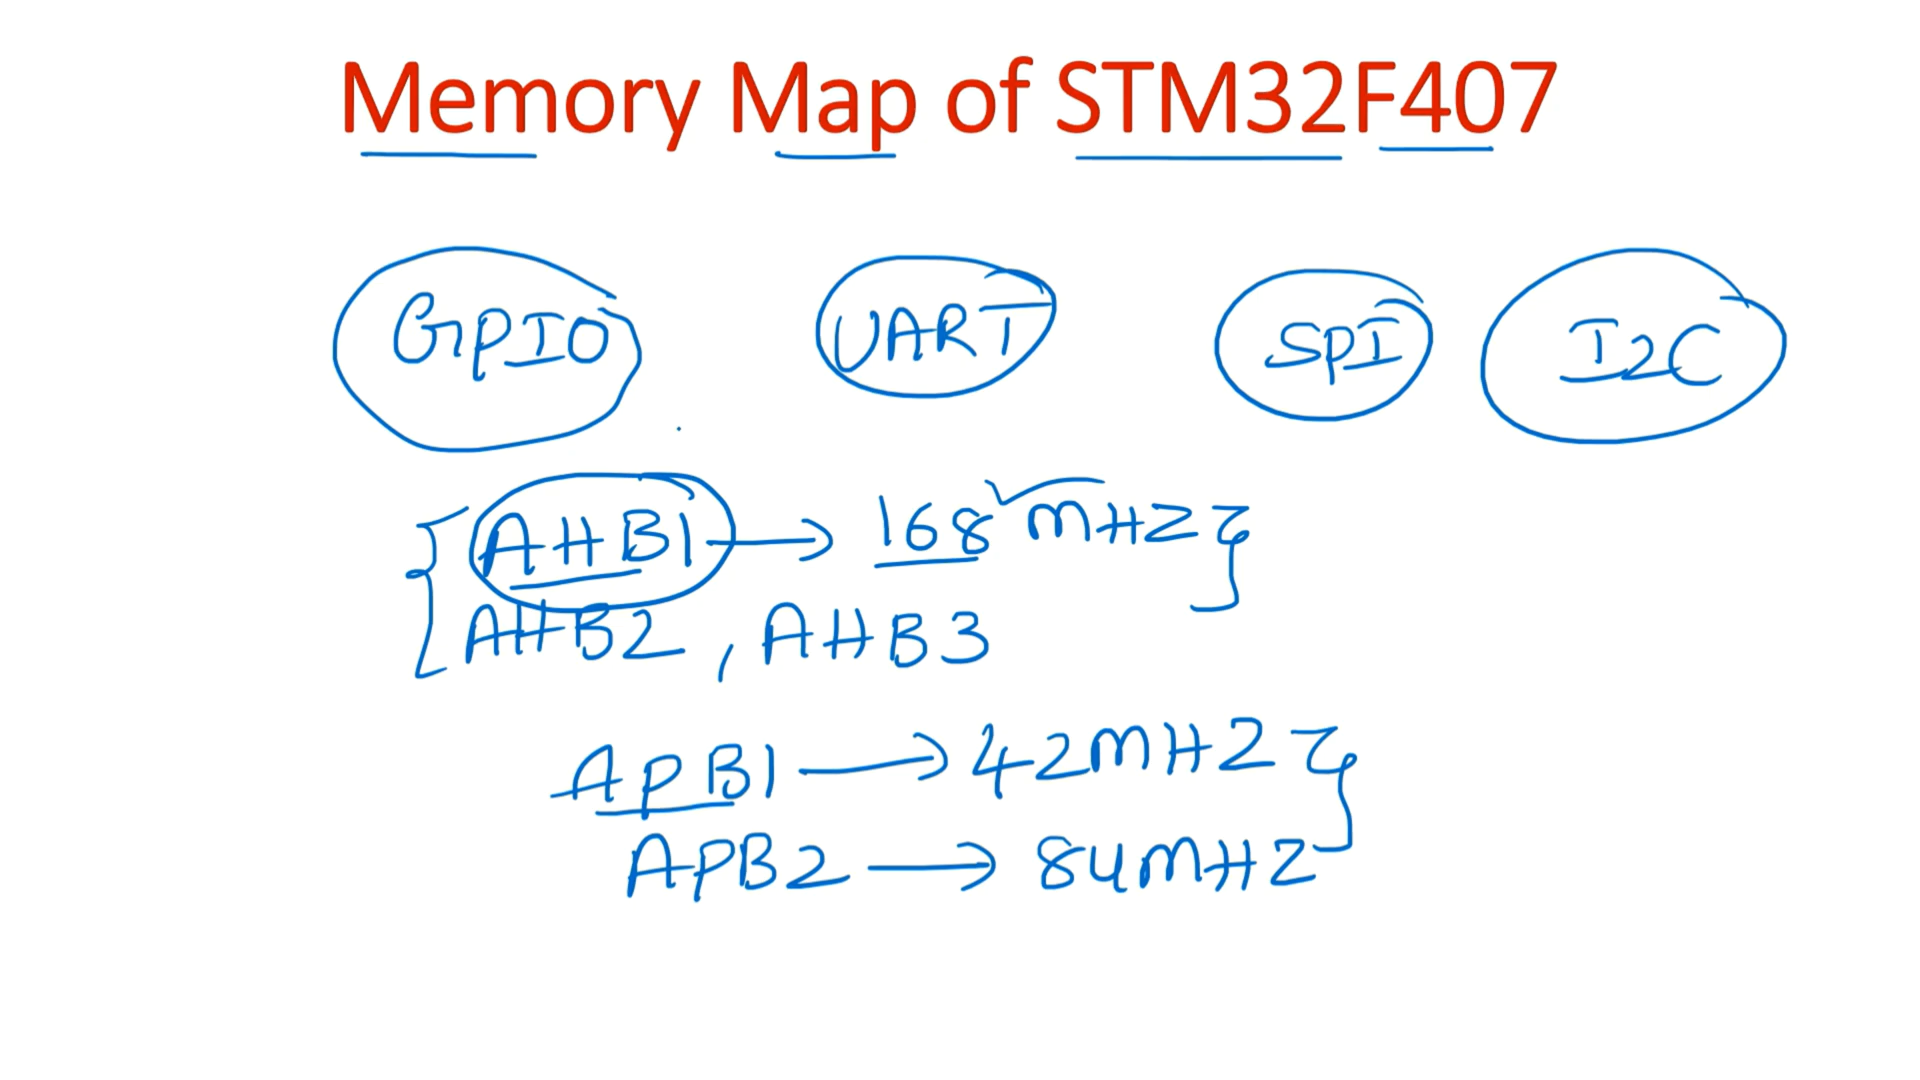 Memory Map of STM32F407
GPIO UART SPI I2C
AHB1 → 168 MHZ
AHB2, AHB3
APB1 → 42MHZ
APB2 → 84MHZ